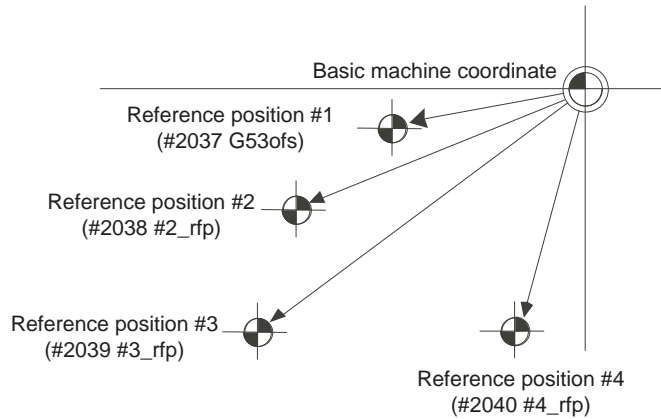 Basic machine coordinate
Reference position #1
(#2037 G53ofs)
Reference position #2
(#2038 #2_rfp)
Reference position #3
(#2039 #3_rfp)
Reference position #4
(#2040 #4_rfp)